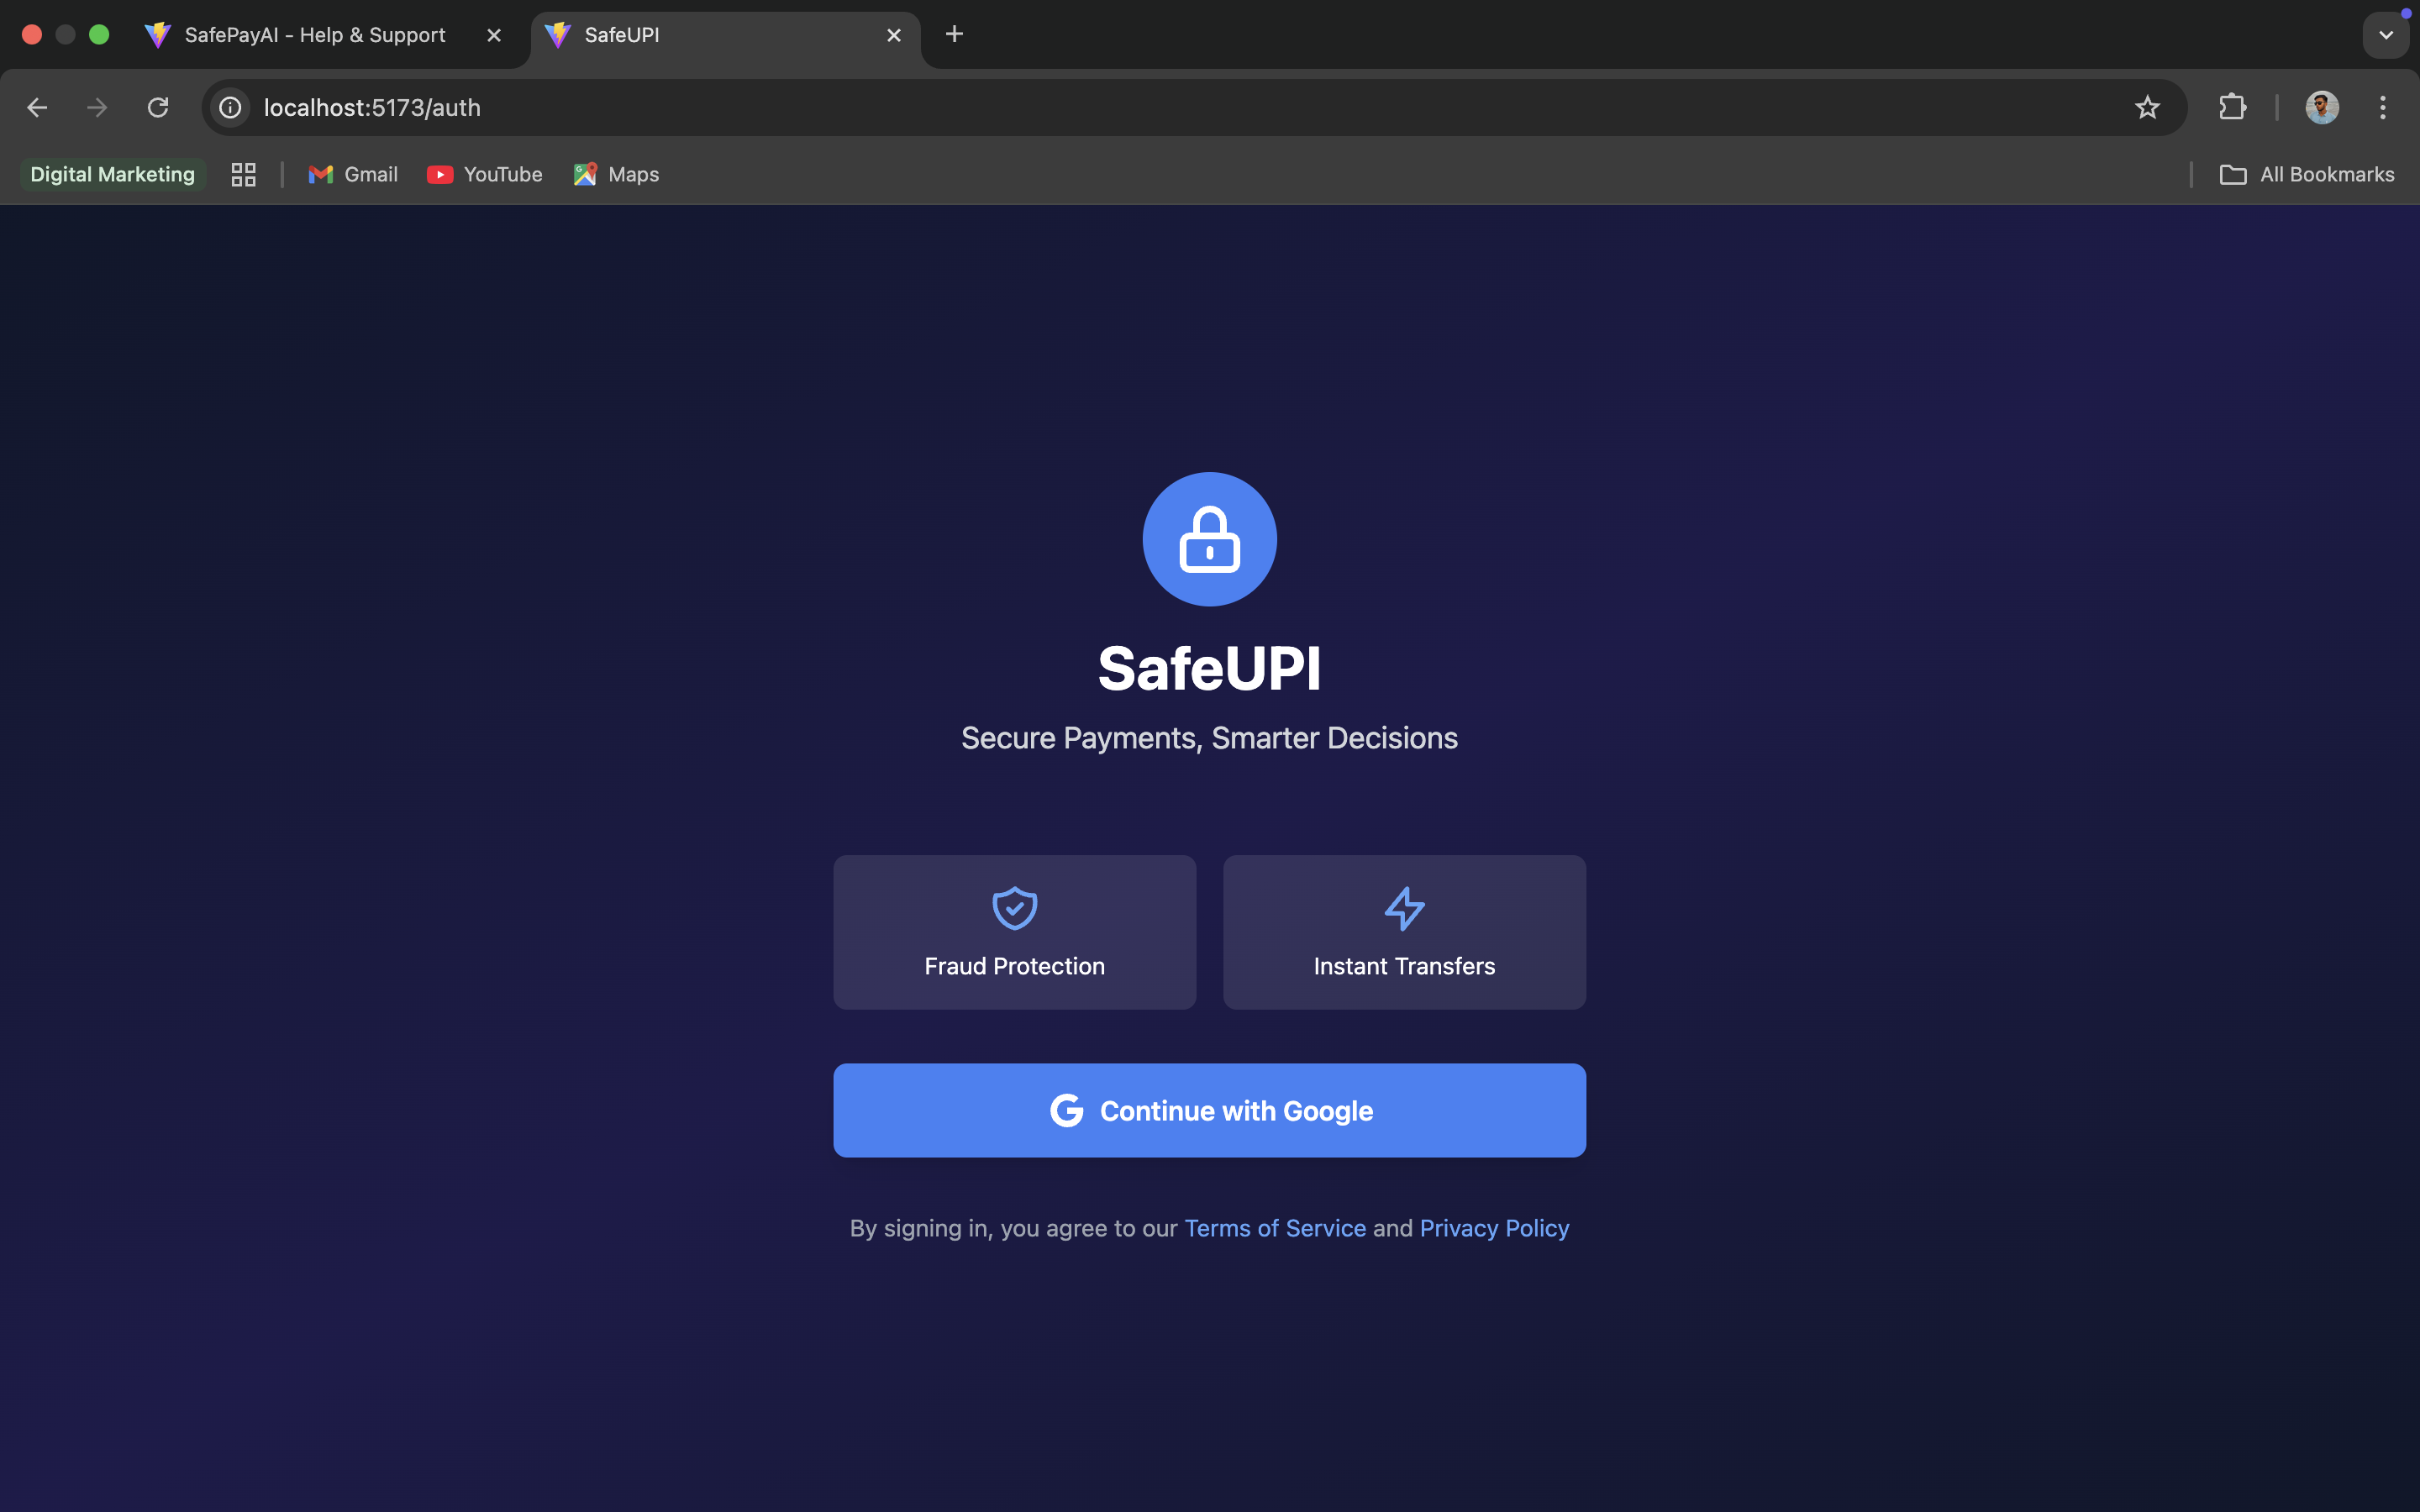 SafePayAI - Help & Support
SafeUPI
localhost:5173/auth
Digital Marketing
Gmail
YouTube
Maps
All Bookmarks
SafeUPI
Secure Payments, Smarter Decisions
Fraud Protection
Instant Transfers
Continue with Google
By signing in, you agree to our Terms of Service and Privacy Policy